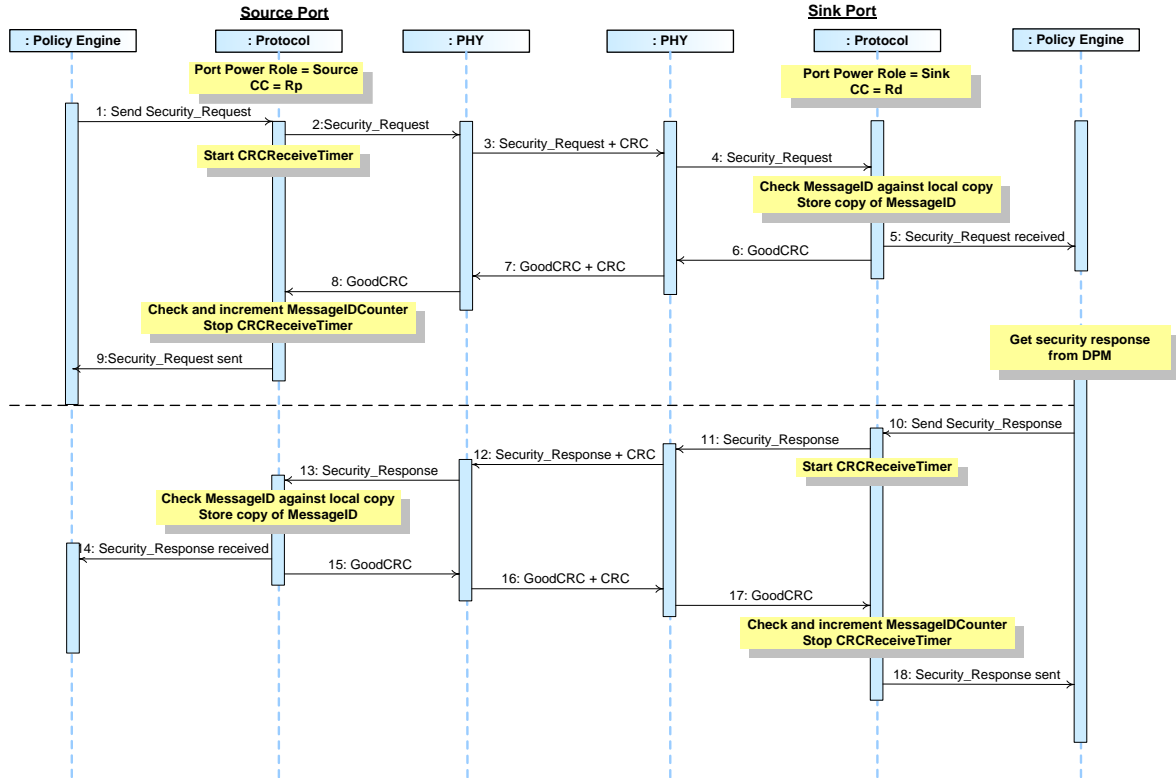 Source Port
Sink Port
: Policy Engine
: Protocol
: PHY
: PHY
: Protocol
: Policy Engine
Port Power Role = Source
CC = Rp
Port Power Role = Sink
CC = Rd
1: Send Security_Request
2:Security_Request
Start CRCReceiveTimer
3: Security_Request + CRC
4: Security_Request
Check MessageID against local copy
Store copy of MessageID
5: Security_Request received
6: GoodCRC
7: GoodCRC + CRC
8: GoodCRC
Check and increment MessageIDCounter
Stop CRCReceiveTimer
9:Security_Request sent
Get security response
from DPM
10: Send Security_Response
11: Security_Response
Start CRCReceiveTimer
12: Security_Response + CRC
13: Security_Response
Check MessageID against local copy
Store copy of MessageID
14: Security_Response received
15: GoodCRC
16: GoodCRC + CRC
17: GoodCRC
Check and increment MessageIDCounter
Stop CRCReceiveTimer
18: Security_Response sent